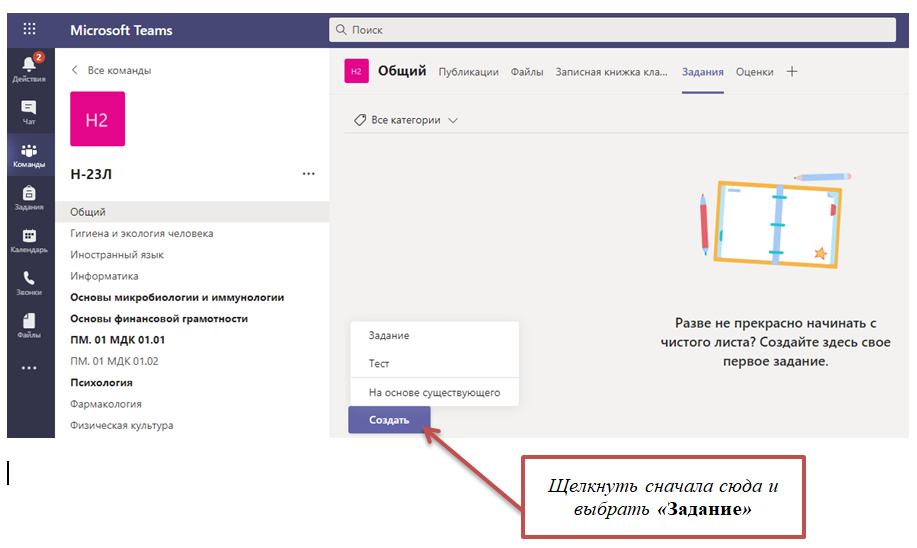 Microsoft Teams
Поиск
2
Действия
Чат
Команды
Задания
Календарь
Звонки
Файлы
Все команды
Н2
Н-23Л
Общий
Гигиена и экология человека
Иностранный язык
Информатика
Основы микробиологии и иммунологии
Основы финансовой грамотности
ПМ. 01 МДК 01.01
ПМ. 01 МДК 01.02
Психология
Фармакология
Физическая культура
Н2 Общий Публикации Файлы Записная книжка кла... Задания Оценки
Все категории
Разве не прекрасно начинать с
чистого листа? Создайте здесь свое
первое задание.
Задание
Тест
На основе существующего
Создать
Щелкнуть сначала сюда и
выбрать «Задание»